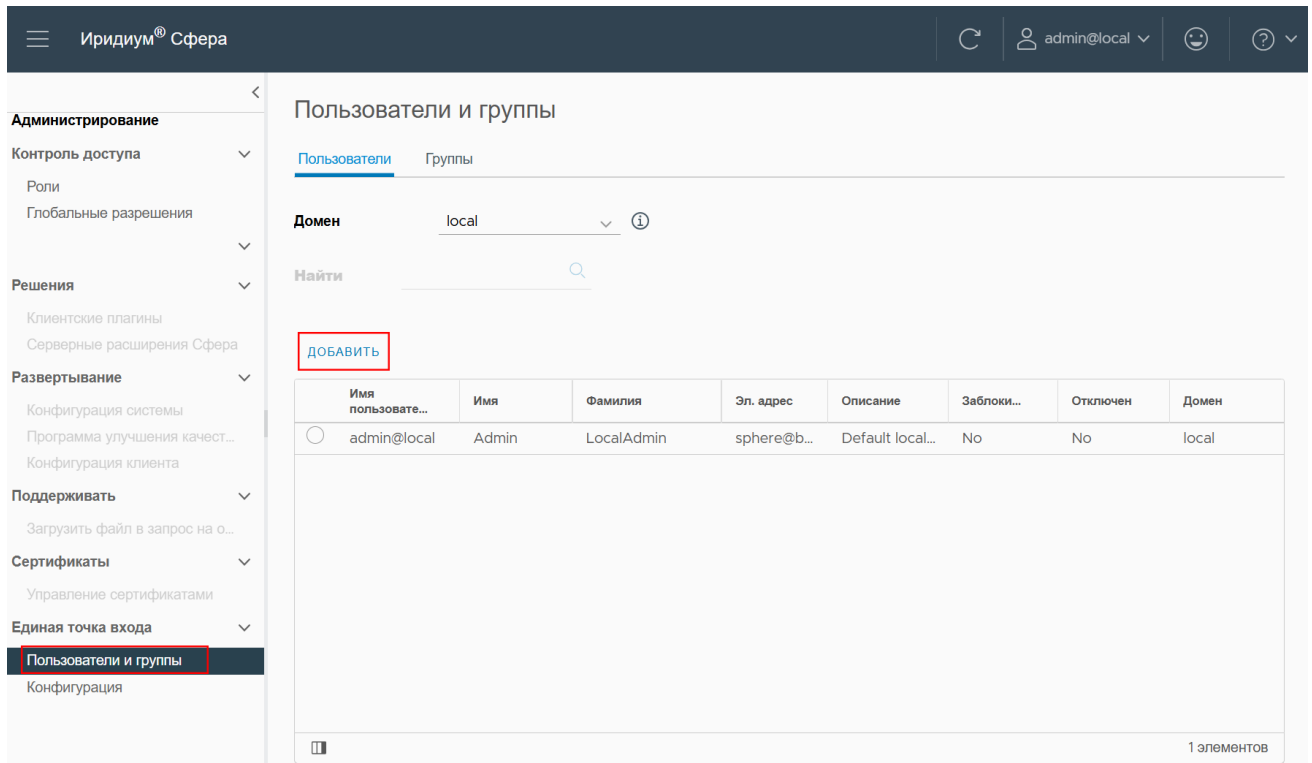 Иридиум® Сфера
admin@local
Администрирование
Контроль доступа
Роли
Глобальные разрешения
Решения
Клиентские плагины
Серверные расширения Сфера
Развертывание
Конфигурация системы
Программа улучшения качест...
Конфигурация клиента
Поддерживать
Загрузить файл в запрос на о...
Сертификаты
Управление сертификатами
Единая точка входа
Пользователи и группы
Конфигурация
Пользователи и группы
Пользователи Группы
Домен local
Найти
ДОБАВИТЬ
Имя пользовате... Имя Фамилия Эл. адрес Описание Заблоки... Отключен Домен
admin@local Admin LocalAdmin sphere@b... Default local... No No local
1 элементов